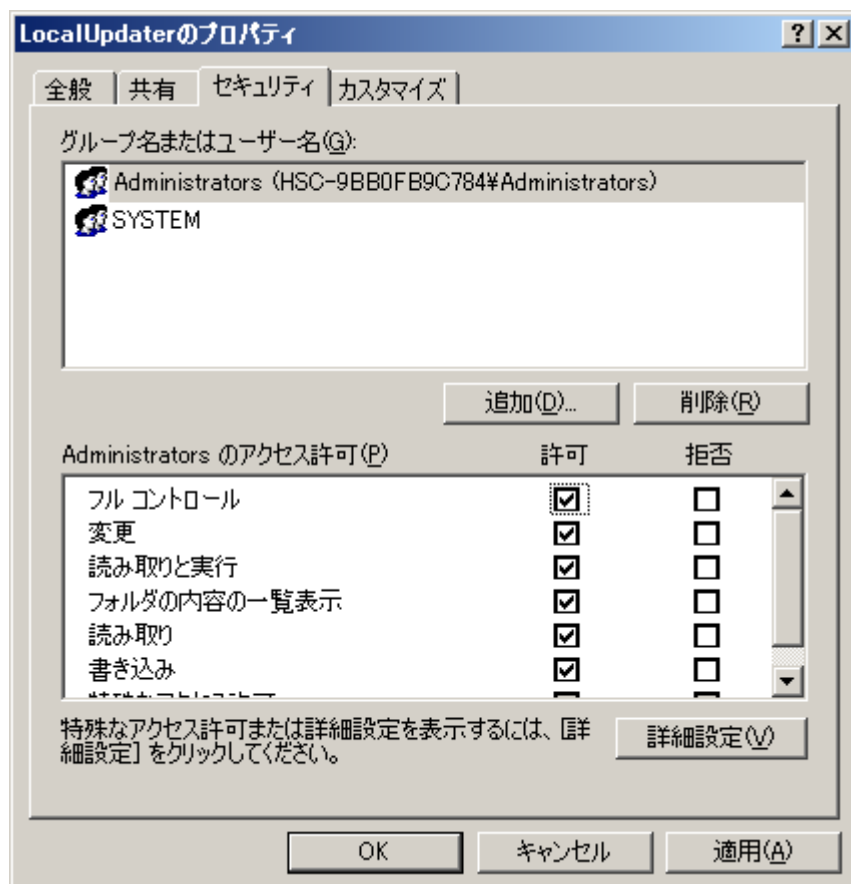 LocalUpdaterのプロパティ
全般 共有 セキュリティ カスタマイズ
グループ名またはユーザー名(G):
Administrators (HSC-9BB0FB9C784¥Administrators)
SYSTEM
追加(D)... 削除(R)
Administrators のアクセス許可(P) 許可 拒否
フル コントロール
変更
読み取りと実行
フォルダの内容の一覧表示
読み取り
書き込み
特殊なアクセス許可または詳細設定を表示するには、[詳
細設定] をクリックしてください。
詳細設定(V)
OK キャンセル 適用(A)